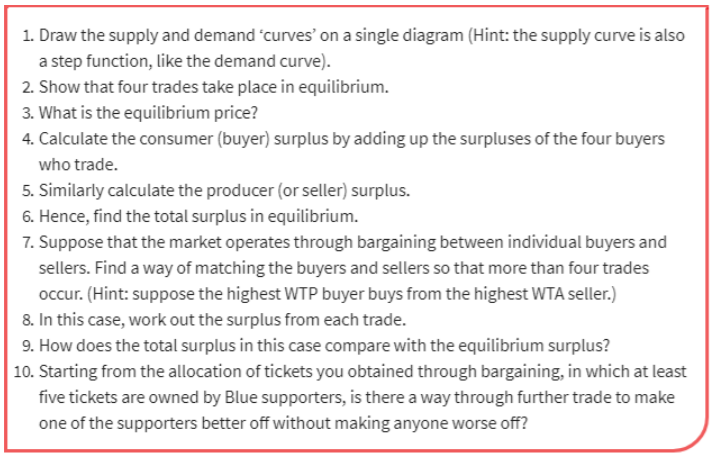 1. Draw the supply and demand ‘curves’ on a single diagram (Hint: the supply curve is also
a step function, like the demand curve).
2. Show that four trades take place in equilibrium.
3. What is the equilibrium price?
4. Calculate the consumer (buyer) surplus by adding up the surpluses of the four buyers
who trade.
5. Similarly calculate the producer (or seller) surplus.
6. Hence, find the total surplus in equilibrium.
7. Suppose that the market operates through bargaining between individual buyers and
sellers. Find a way of matching the buyers and sellers so that more than four trades
occur. (Hint: suppose the highest WTP buyer buys from the highest WTA seller.)
8. In this case, work out the surplus from each trade.
9. How does the total surplus in this case compare with the equilibrium surplus?
10. Starting from the allocation of tickets you obtained through bargaining, in which at least
five tickets are owned by Blue supporters, is there a way through further trade to make
one of the supporters better off without making anyone worse off?